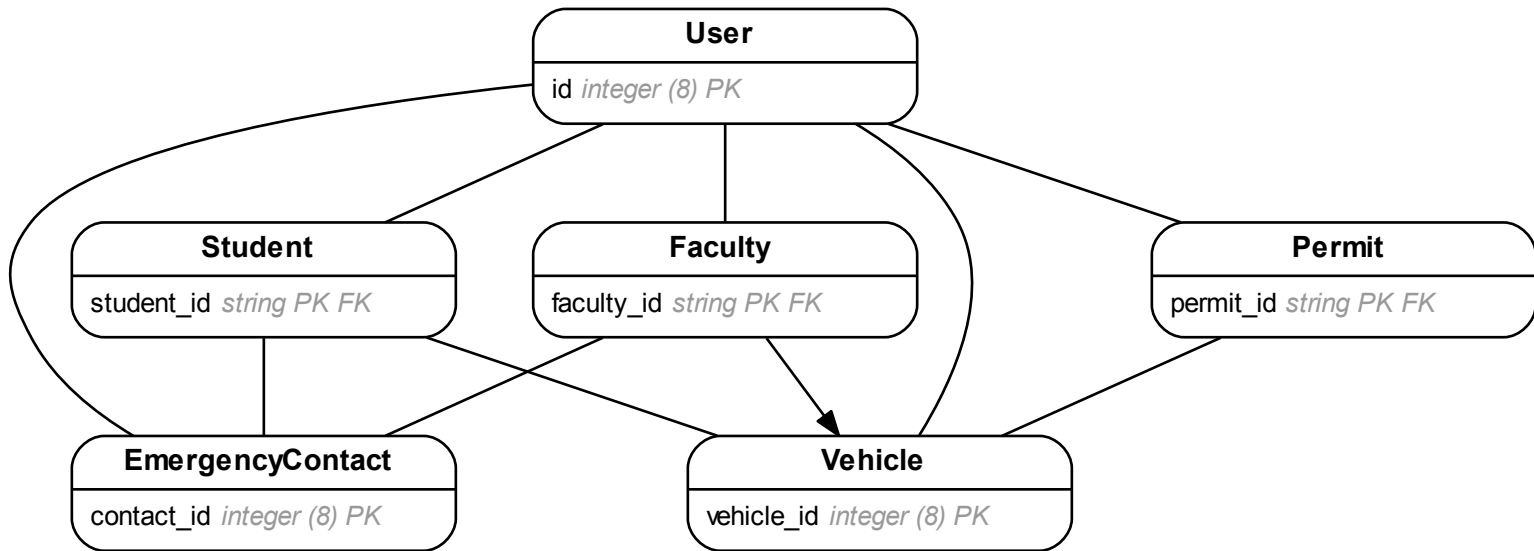 User
id integer (8) PK
Student
student_id string PK FK
Faculty
faculty_id string PK FK
Permit
permit_id string PK FK
EmergencyContact
contact_id integer (8) PK
Vehicle
vehicle_id integer (8) PK